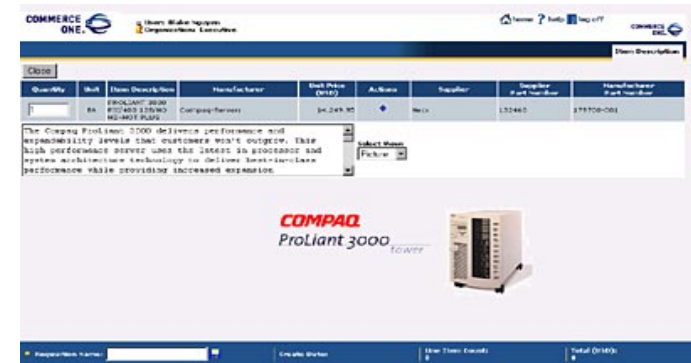 COMMERCE ONE.
User: Blake Nguyen
Organization: Executive
home ? help log off
COMMERCE ONE.
Item Description
Close
Quantity Unit Item Description Manufacturer Unit Price (USD) Actions Supplier Supplier Part Number Manufacturer Part Number
1 EA PROLIANT 3000 Compaq-Servers
The Compaq ProLiant 3000 delivers performance and
expandability levels that customers won't outgrow. This
high performance server uses the latest in processor and
system architecture technology to deliver best-in-class
performance while providing increased expansion
Select View:
Picture
COMPAQ
ProLiant 3000
tower
Requisition Name:
Create Date:
Line Item Count:
0
Total (USD):
0